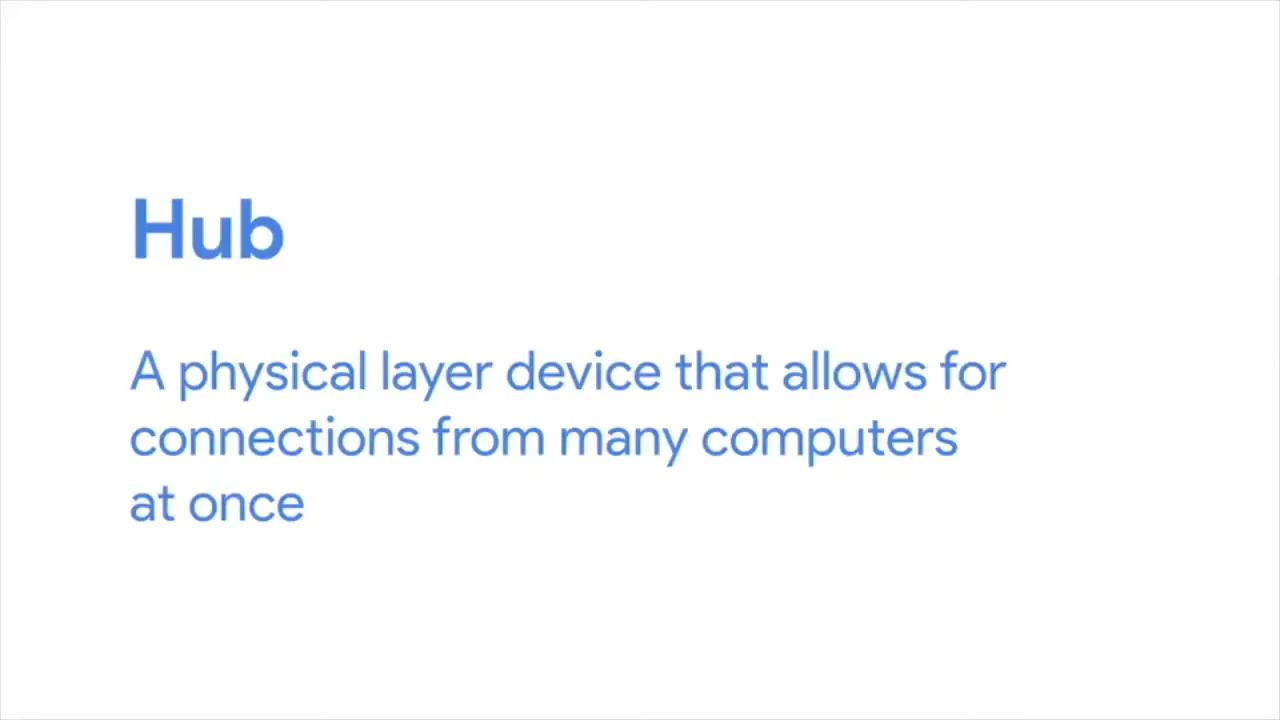 Hub
A physical layer device that allows for
connections from many computers
at once